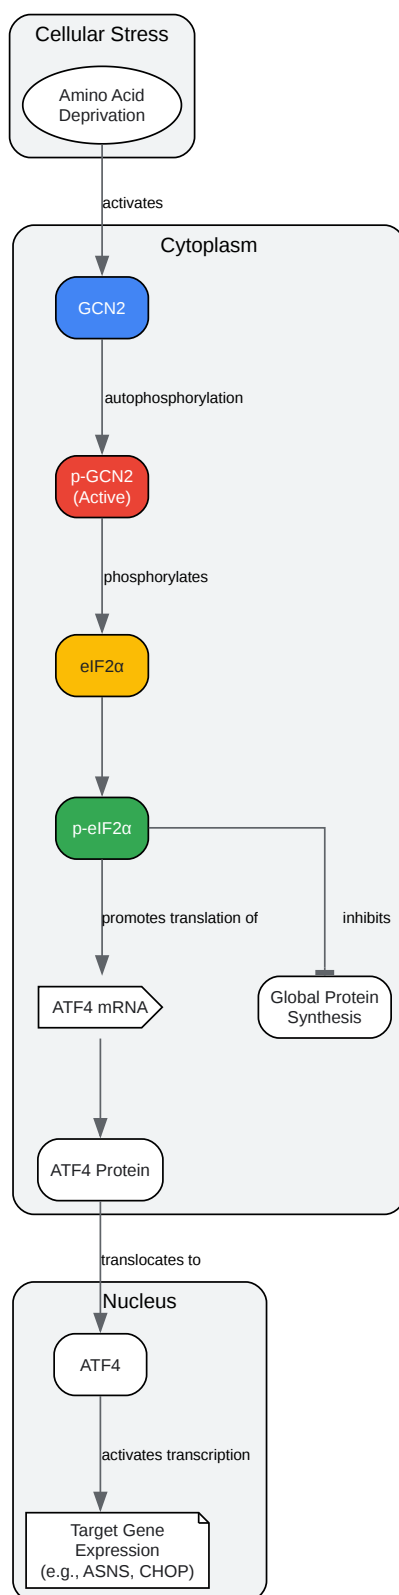 Cellular Stress
Amino Acid
Deprivation
activates
Cytoplasm
GCN2
autophosphorylation
p-GCN2
(Active)
phosphorylates
eIF2α
p-eIF2α
promotes translation of
inhibits
ATF4 mRNA
Global Protein
Synthesis
ATF4 Protein
translocates to
Nucleus
ATF4
activates transcription
Target Gene
Expression
(e.g., ASNS, CHOP)